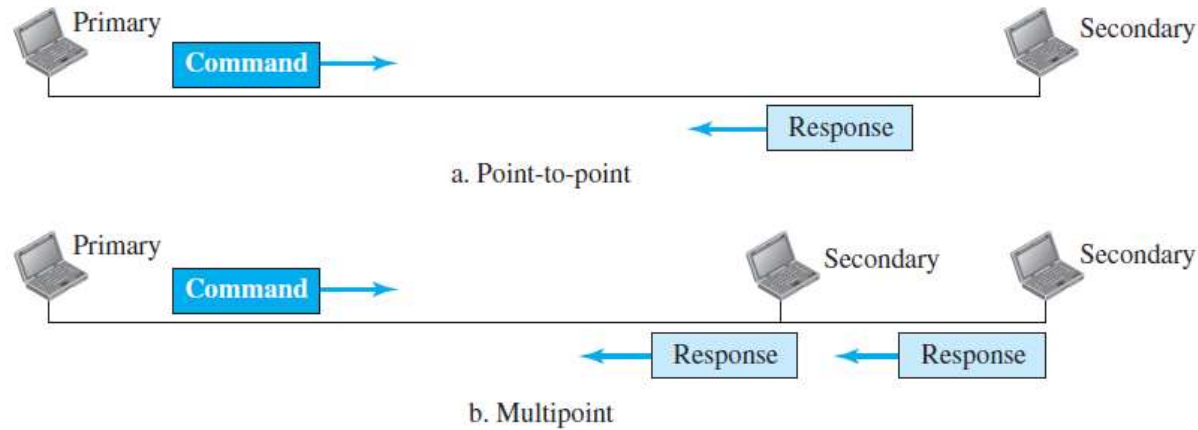 Primary
Secondary
Command
Response
a. Point-to-point
Primary
Secondary
Secondary
Command
Response
Response
b. Multipoint